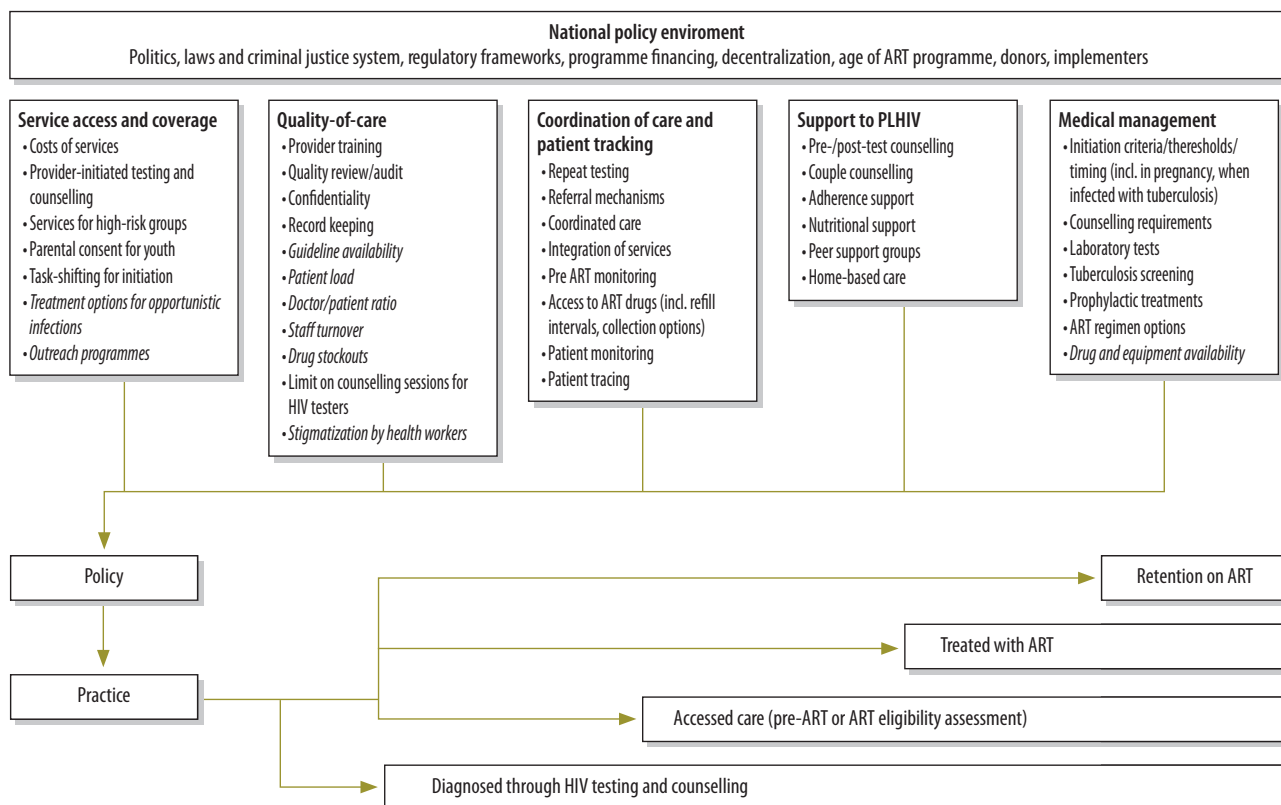 National policy enviroment
Politics, laws and criminal justice system, regulatory frameworks, programme financing, decentralization, age of ART programme, donors, implementers
Service access and coverage
• Costs of services
• Provider-initiated testing and
counselling
• Services for high-risk groups
• Parental consent for youth
• Task-shifting for initiation
• Treatment options for opportunistic
infections
• Outreach programmes
Quality-of-care
• Provider training
• Quality review/audit
• Confidentiality
• Record keeping
• Guideline availability
• Patient load
• Doctor/patient ratio
• Staff turnover
• Drug stockouts
• Limit on counselling sessions for
HIV testers
• Stigmatization by health workers
Coordination of care and
patient tracking
• Repeat testing
• Referral mechanisms
• Coordinated care
• Integration of services
• Pre ART monitoring
• Access to ART drugs (incl. refill
intervals, collection options)
• Patient monitoring
• Patient tracing
Support to PLHIV
• Pre-/post-test counselling
• Couple counselling
• Adherence support
• Nutritional support
• Peer support groups
• Home-based care
Medical management
• Initiation criteria/theresholds/
timing (incl. in pregnancy, when
infected with tuberculosis)
• Counselling requirements
• Laboratory tests
• Tuberculosis screening
• Prophylactic treatments
• ART regimen options
• Drug and equipment availability
Policy
Retention on ART
Treated with ART
Practice
Accessed care (pre-ART or ART eligibility assessment)
Diagnosed through HIV testing and counselling